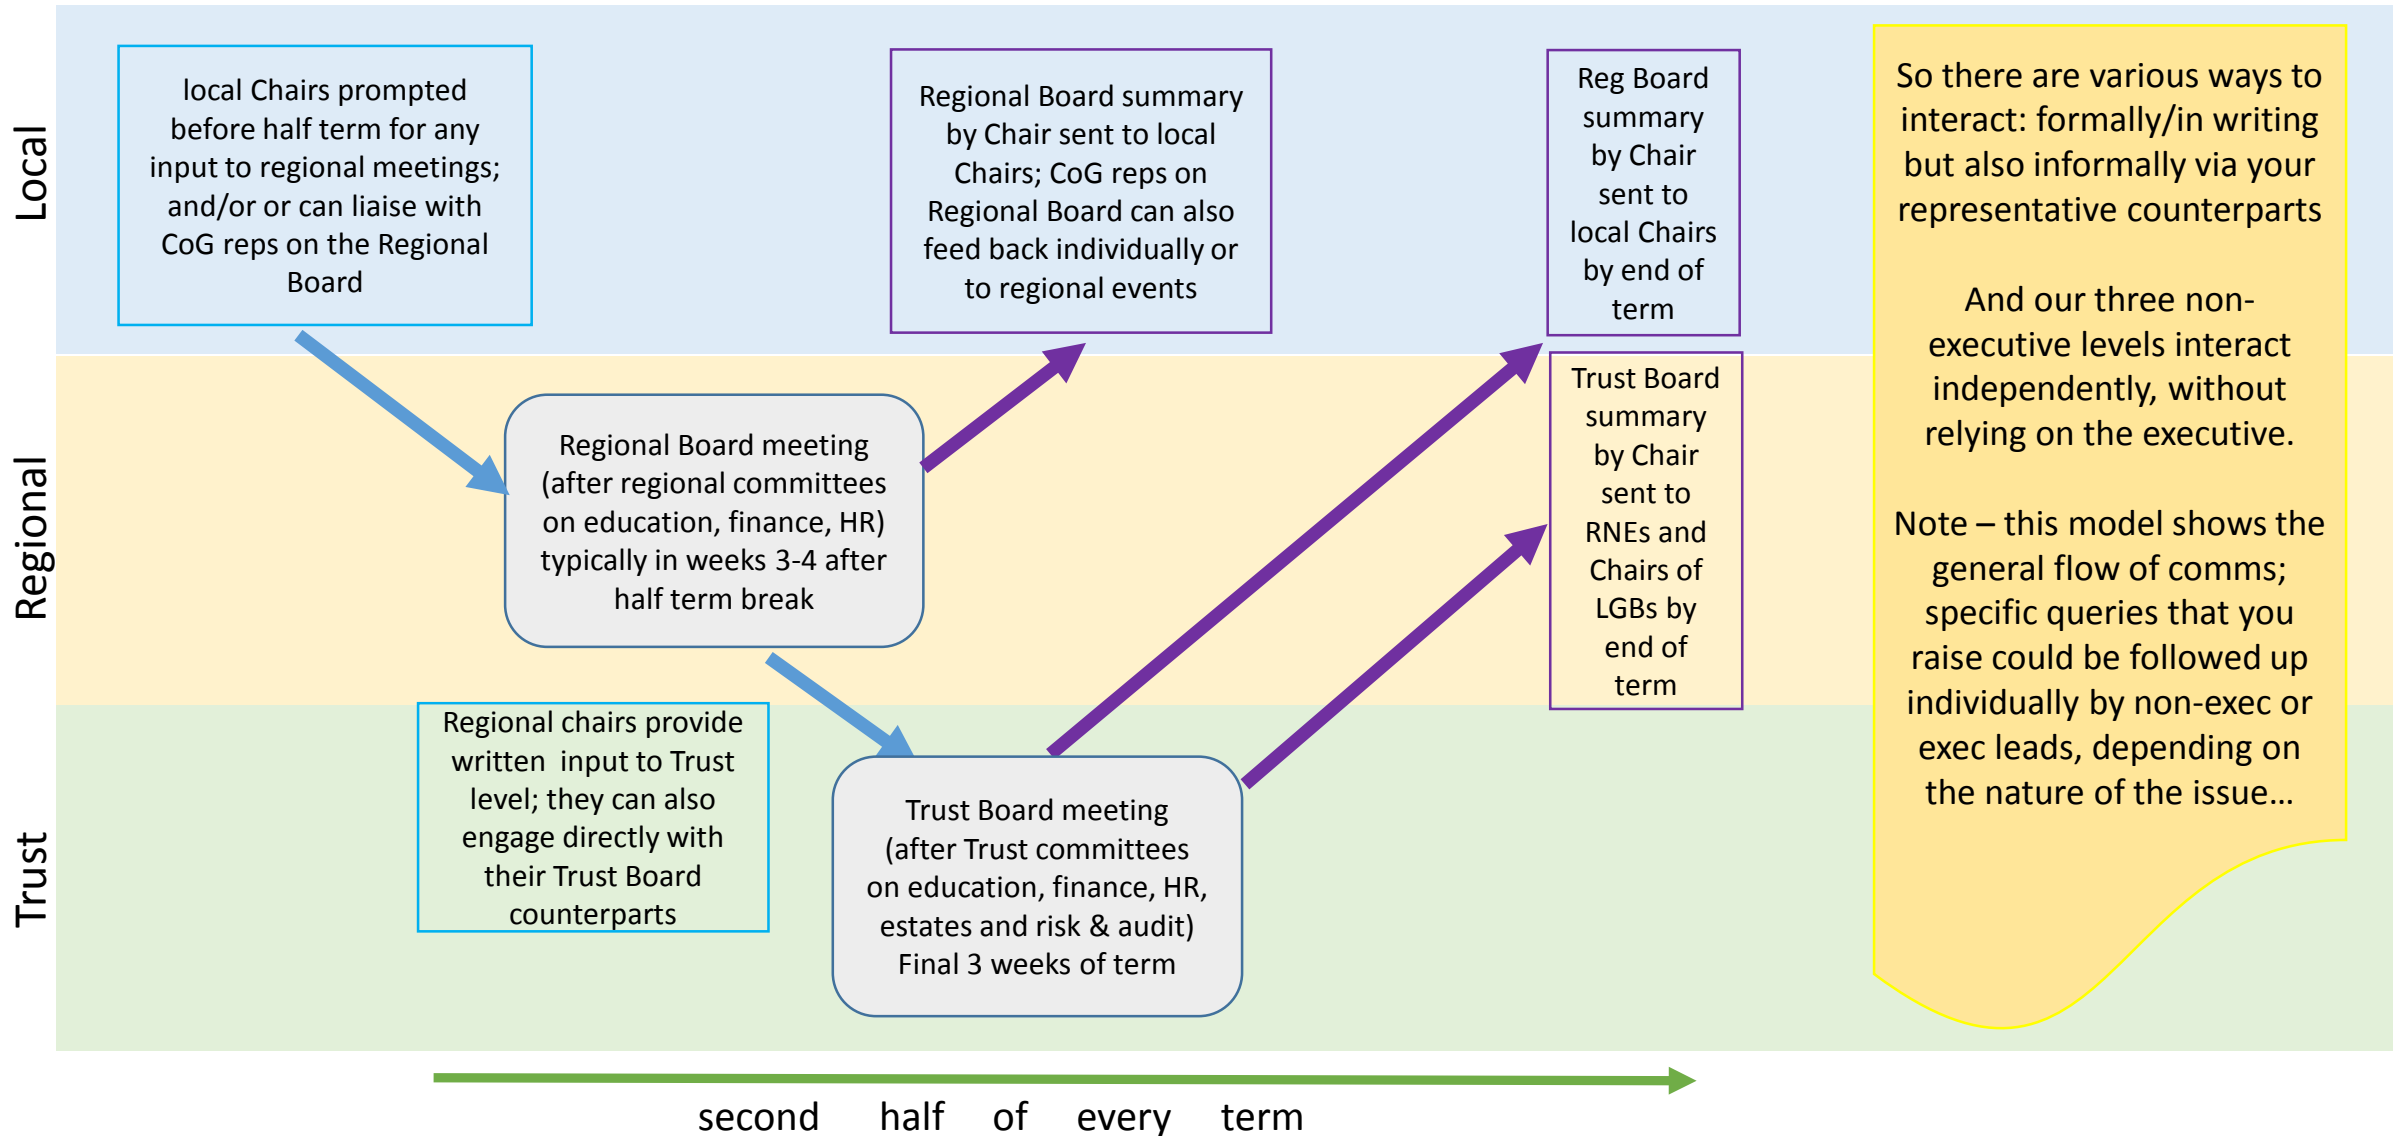 Local
local Chairs prompted
before half term for any
input to regional meetings;
and/or or can liaise with
CoG reps on the Regional
Board
Regional Board summary
by Chair sent to local
Chairs; CoG reps on
Regional Board can also
feed back individually or
to regional events
Reg Board
summary
by Chair
sent to
local Chairs
by end of
term
Regional
Regional Board meeting
(after regional committees
on education, finance, HR)
typically in weeks 3-4 after
half term break
Trust Board
summary
by Chair
sent to
RNEs and
Chairs of
LGBs by
end of
term
Trust
Regional chairs provide
written input to Trust
level; they can also
engage directly with
their Trust Board
counterparts
Trust Board meeting
(after Trust committees
on education, finance, HR,
estates and risk & audit)
Final 3 weeks of term
So there are various ways to
interact: formally/in writing
but also informally via your
representative counterparts
And our three non-
executive levels interact
independently, without
relying on the executive.
Note – this model shows the
general flow of comms;
specific queries that you
raise could be followed up
individually by non-exec or
exec leads, depending on
the nature of the issue…
second half of every term